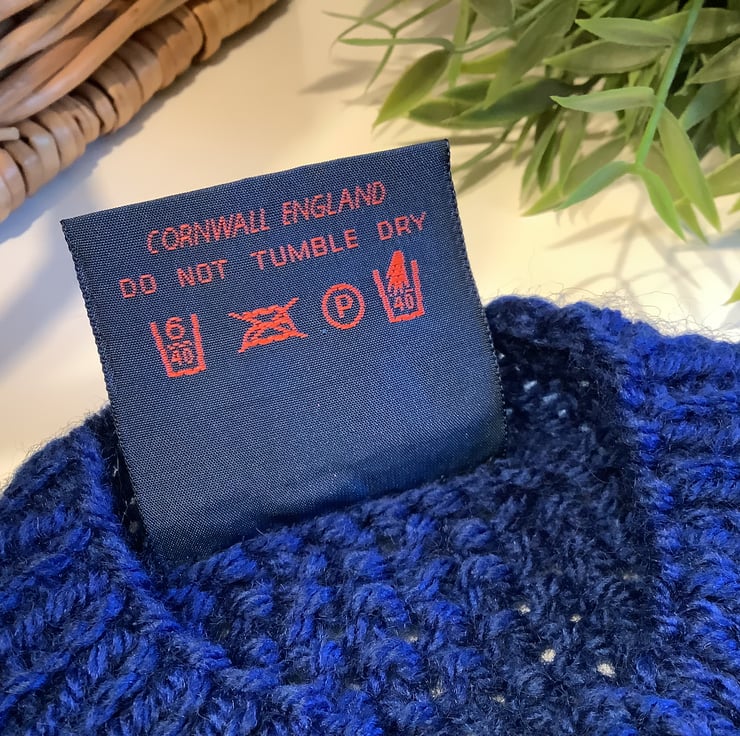 CORNWALL ENGLAND
DO NOT TUMBLE DRY
6 40 P 40